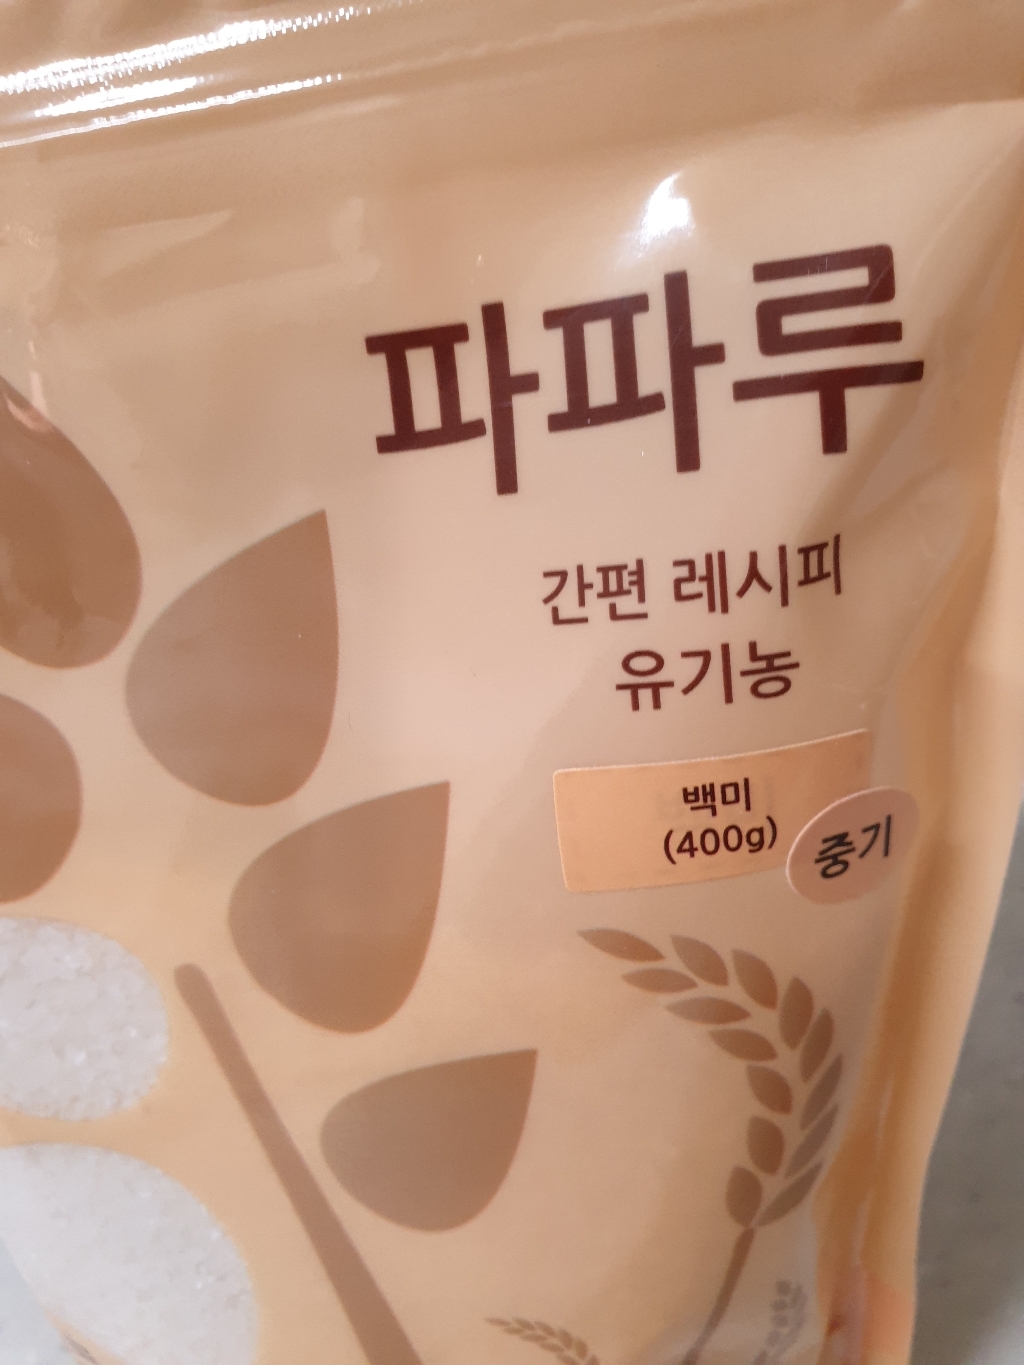 파파루
간편 레시피
유기농
백미
(400g)
중기